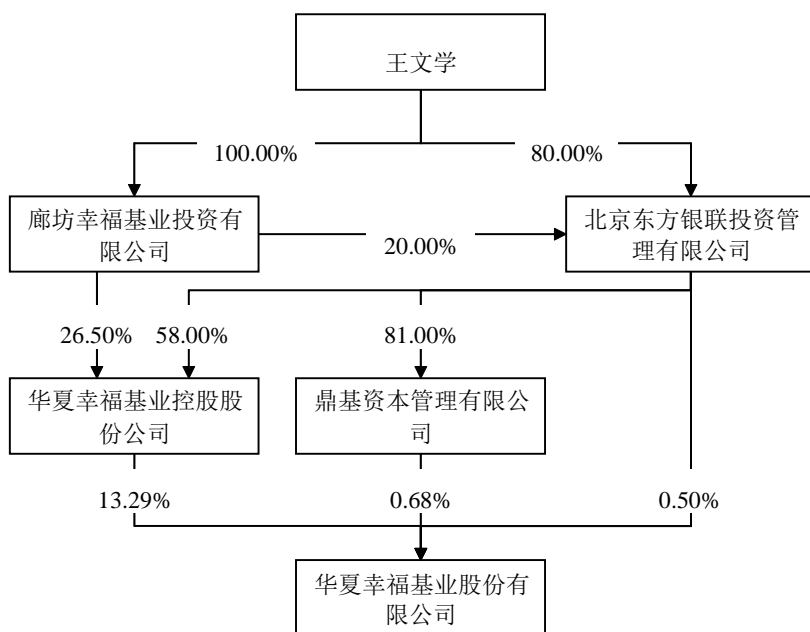 王文学
100.00%
80.00%
廊坊幸福基业投资有
限公司
20.00%
北京东方银联投资管
理有限公司
26.50%
58.00%
81.00%
华夏幸福基业控股股
份公司
鼎基资本管理有限公
司
13.29%
0.68%
0.50%
华夏幸福基业股份有
限公司